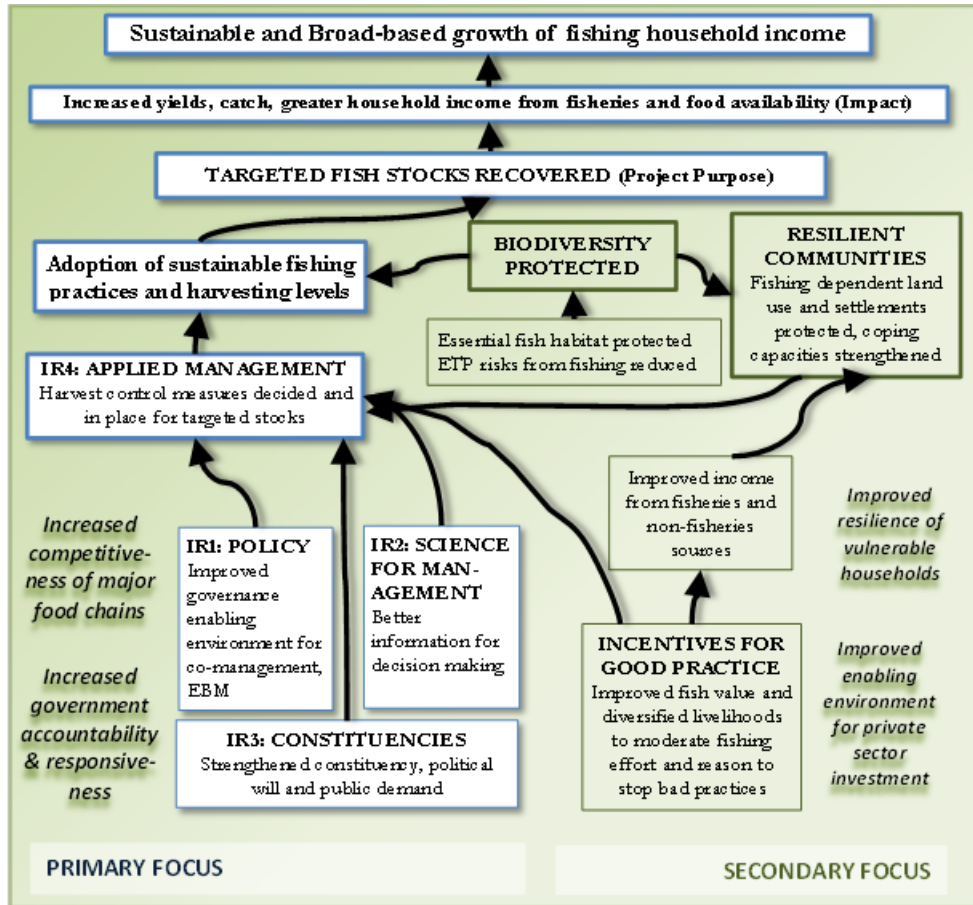 Sustainable and Broad-based growth of fishing household income
Increased yields, catch, greater household income from fisheries and food availability (Impact)
TARGETED FISH STOCKS RECOVERED (Project Purpose)
Adoption of sustainable fishing
practices and harvesting levels
BIODIVERSITY
PROTECTED
RESILIENT
COMMUNITIES
Fishing dependent land
use and settlements
protected, coping
capacities strengthened
Essential fish habitat protected
ETP risks from fishing reduced
IR4: APPLIED MANAGEMENT
Harvest control measures decided and
in place for targeted stocks
Improved income
from fisheries and
non-fisheries
sources
Improved
resilience of
vulnerable
households
Increased
competitive-
ness of major
food chains
IR1: POLICY
Improved
governance
enabling
environment for
co-management,
EBM
IR2: SCIENCE
FOR MAN-
AGEMENT
Better
information for
decision making
INCENTIVES FOR
GOOD PRACTICE
Improved fish value and
diversified livelihoods
to moderate fishing
effort and reason to
stop bad practices
Improved
enabling
environment
for private
sector
investment
Increased
government
accountability
& responsive-
ness
IR3: CONSTITUENCIES
Strengthened constituency, political
will and public demand
PRIMARY FOCUS
SECONDARY FOCUS